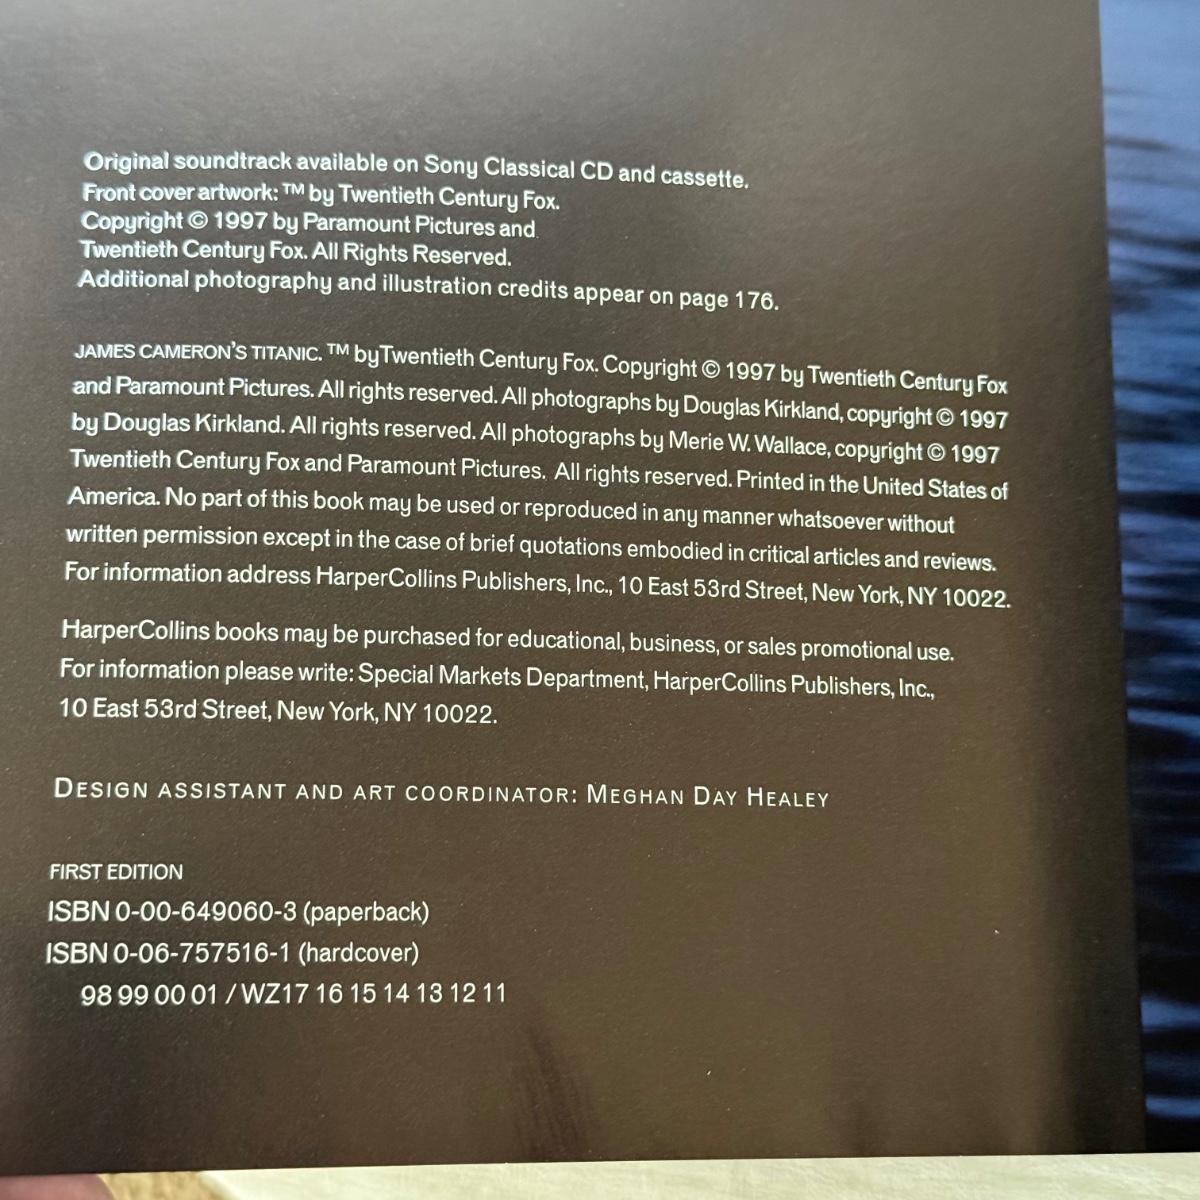 Original soundtrack available on Sony Classical CD and cassette.
Front cover artwork: ™ by Twentieth Century Fox.
Copyright © 1997 by Paramount Pictures and
Twentieth Century Fox. All Rights Reserved.
Additional photography and illustration credits appear on page 176.
JAMES CAMERON'S TITANIC. ™ by Twentieth Century Fox. Copyright © 1997 by Twentieth Century Fox
and Paramount Pictures. All rights reserved. All photographs by Douglas Kirkland, copyright © 1997
by Douglas Kirkland. All rights reserved. All photographs by Merie W. Wallace, copyright © 1997
Twentieth Century Fox and Paramount Pictures. All rights reserved. Printed in the United States of
America. No part of this book may be used or reproduced in any manner whatsoever without
written permission except in the case of brief quotations embodied in critical articles and reviews.
For information address HarperCollins Publishers, Inc., 10 East 53rd Street, New York, NY 10022.
HarperCollins books may be purchased for educational, business, or sales promotional use.
For information please write: Special Markets Department, HarperCollins Publishers, Inc.,
10 East 53rd Street, New York, NY 10022.
DESIGN ASSISTANT AND ART COORDINATOR: MEGHAN DAY HEALEY
FIRST EDITION
ISBN 0-00-649060-3 (paperback)
ISBN 0-06-757516-1 (hardcover)
98 99 00 01 / WZ17 16 15 14 13 12 11